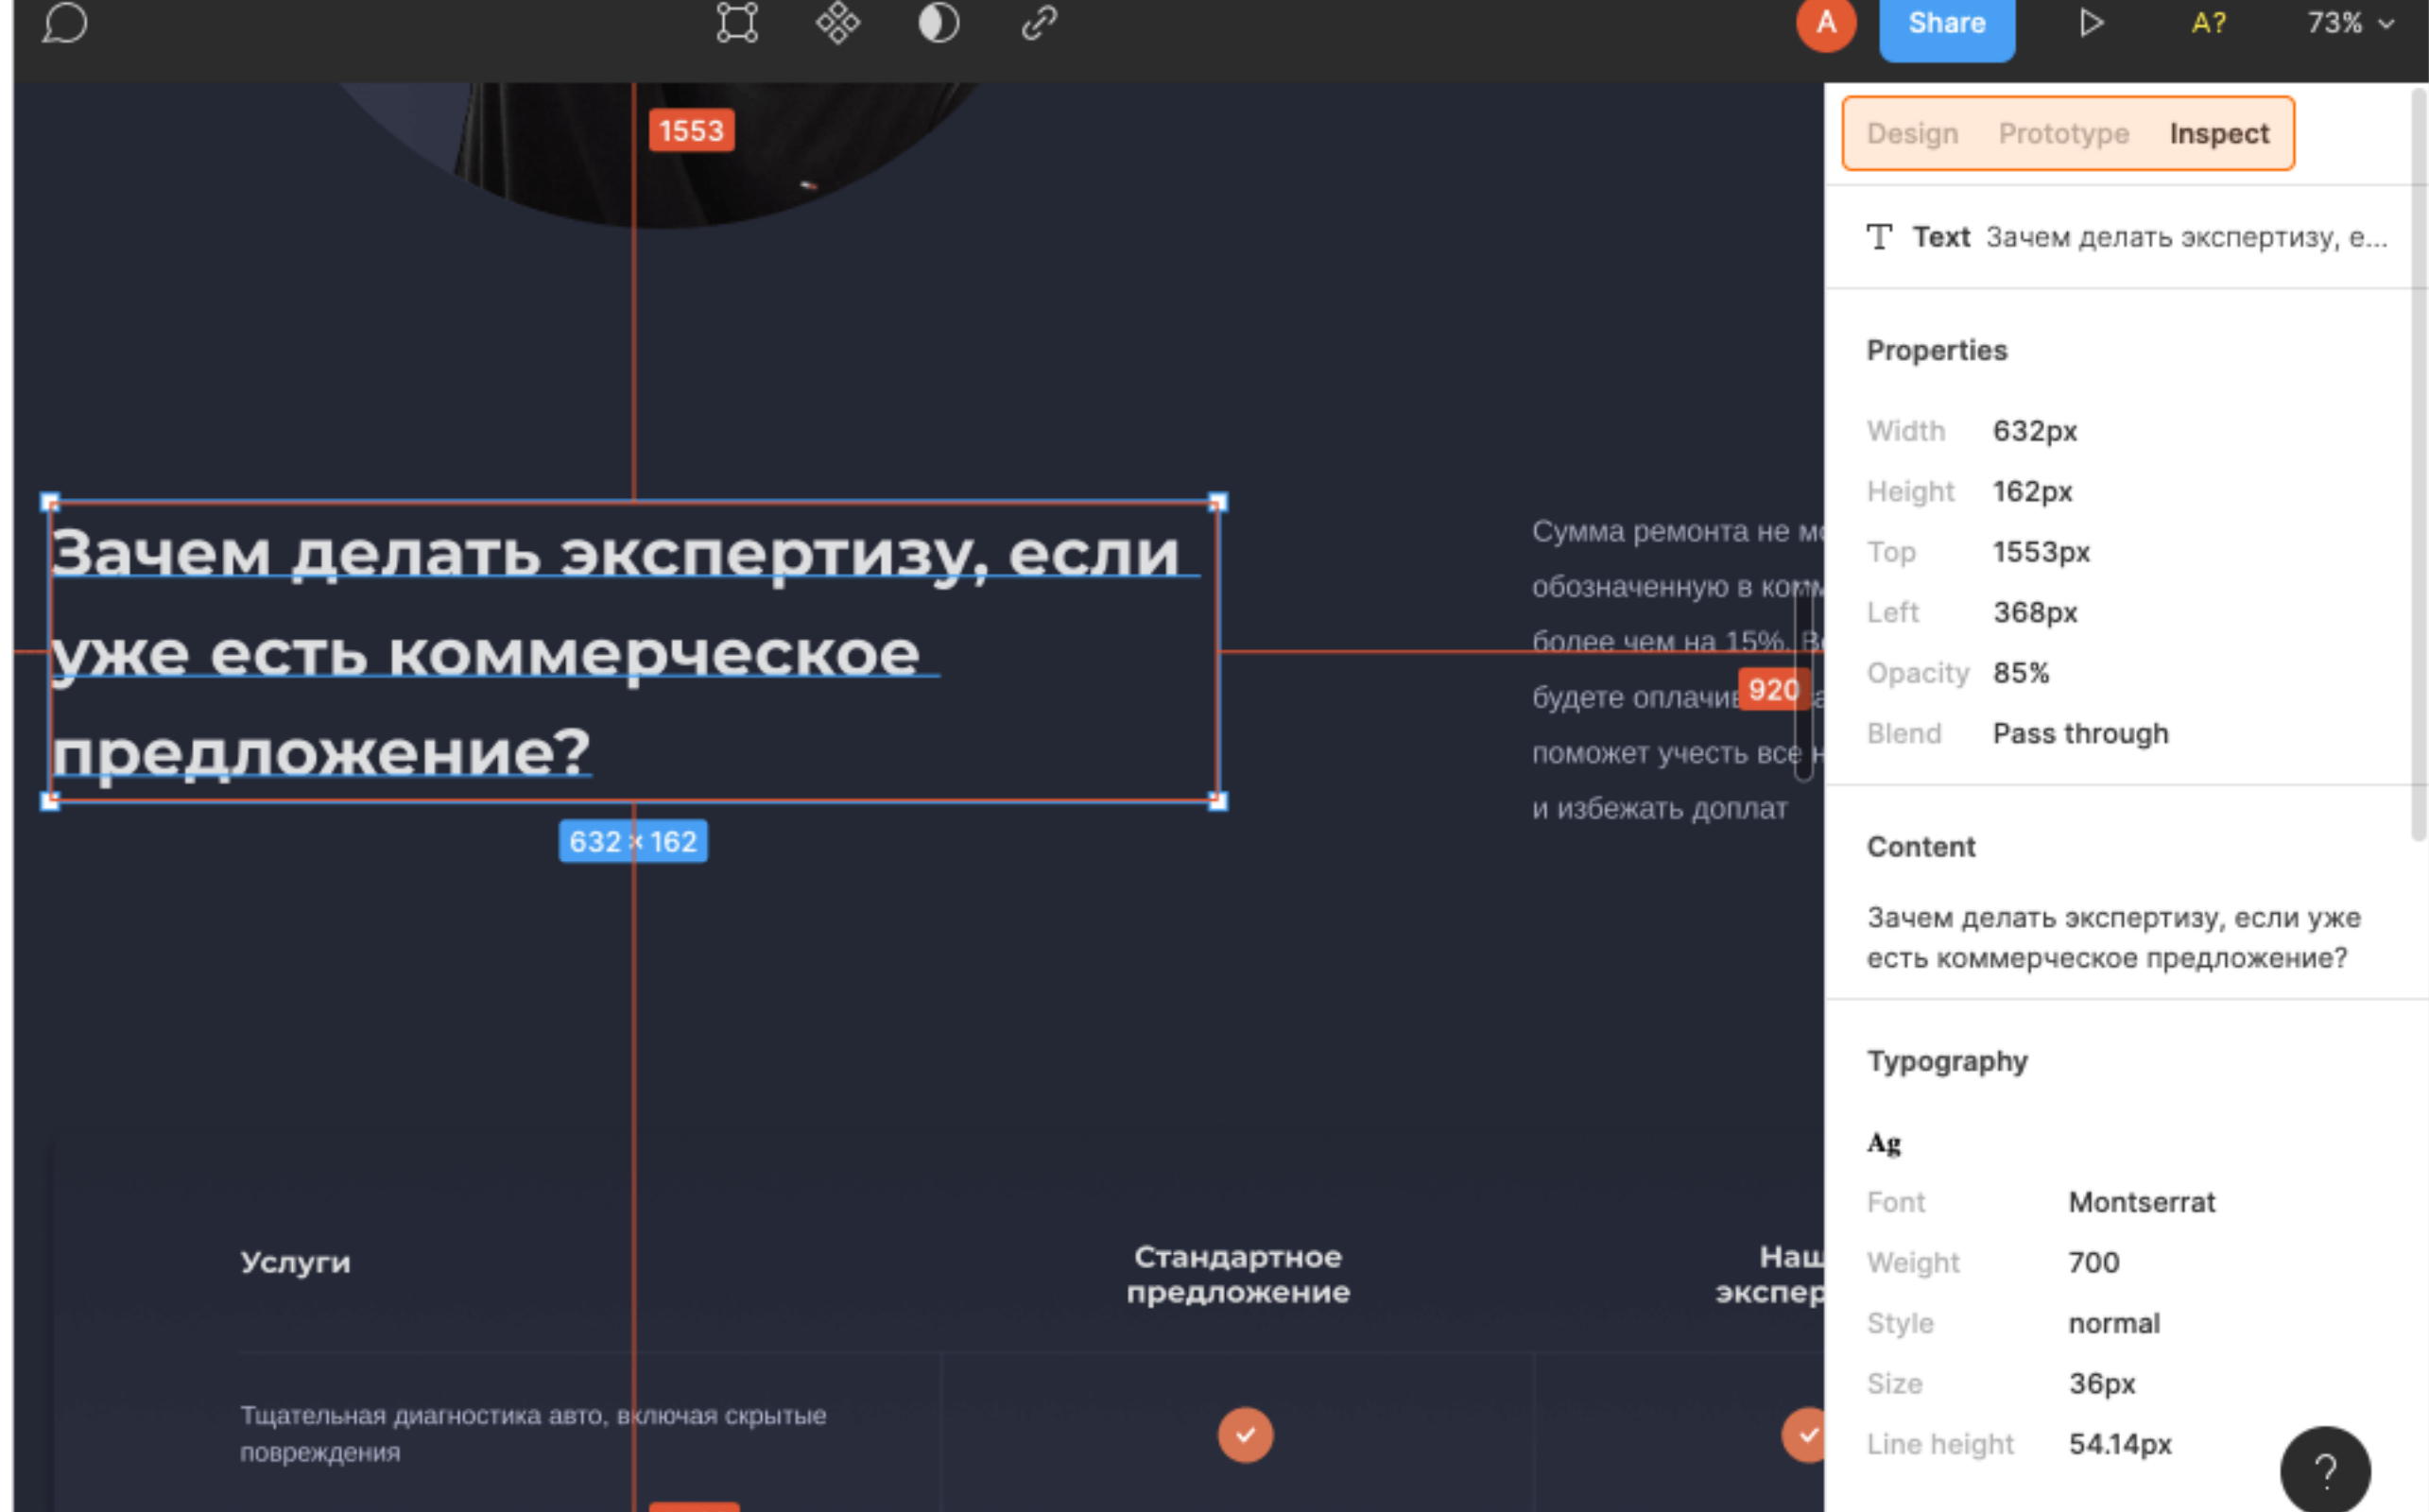 A
Share
A?
73%
1553
Design Prototype Inspect
Text Зачем делать экспертизу, е...
Properties
Width 632px
Height 162px
Top 1553px
Left 368px
Opacity 85%
Blend Pass through
Content
Зачем делать экспертизу, если уже
есть коммерческое предложение?
Typography
Ag
Font Montserrat
Weight 700
Style normal
Size 36px
Line height 54.14px
?
Зачем делать экспертизу, если
уже есть коммерческое
предложение?
632 × 162
Сумма ремонта не
обозначенную в
более чем на 15%.
будете
920
поможет учесть все
и избежать доплат
Услуги
Стандартное
предложение
Тщательная диагностика авто, включая скрытые
повреждения